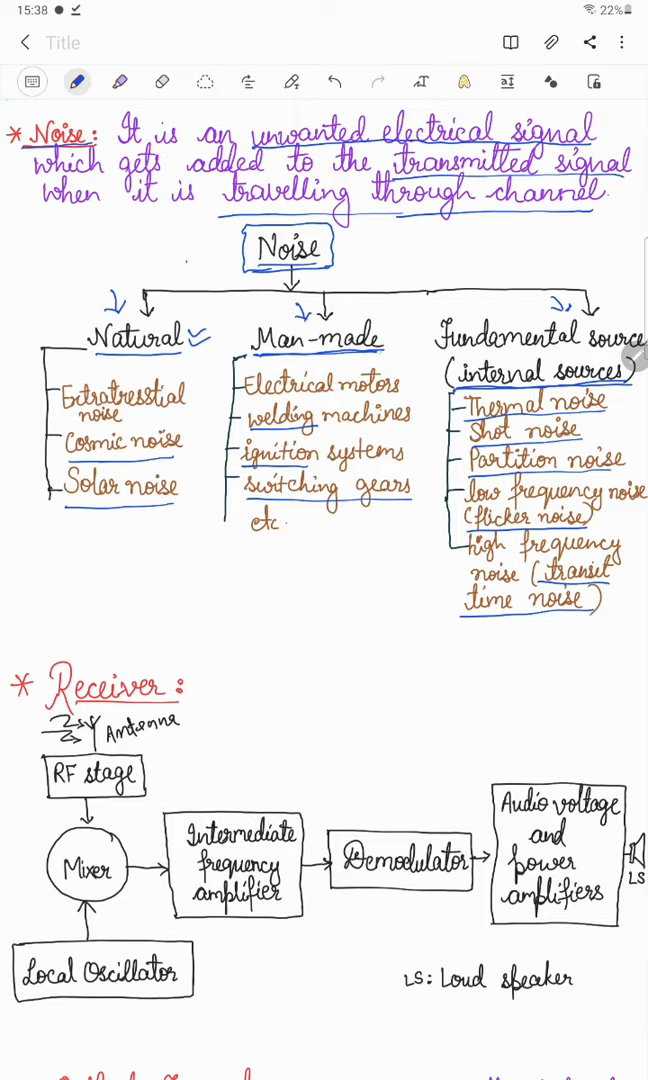 15:38
22%
Title
* Noise: It is an unwanted electrical signal
which gets added to the transmitted signal
when it is travelling through channel.
Noise
Natural
Extratresstial
noise
Cosmic noise
Solar noise
Man-made
Electrical motors
welding machines
ignition systems
switching gears
etc.
Fundamental source
(internal sources)
Thermal noise
Shot noise
Partition noise
low frequency noise
(flicker noise)
high frequency
noise (transit
time noise)
* Receiver:
Antenna
RF stage
Mixer
Local Oscillator
Intermediate
frequency
amplifier
Demodulator
Audio voltage
and
power
amplifiers
LS
LS: Loud speaker